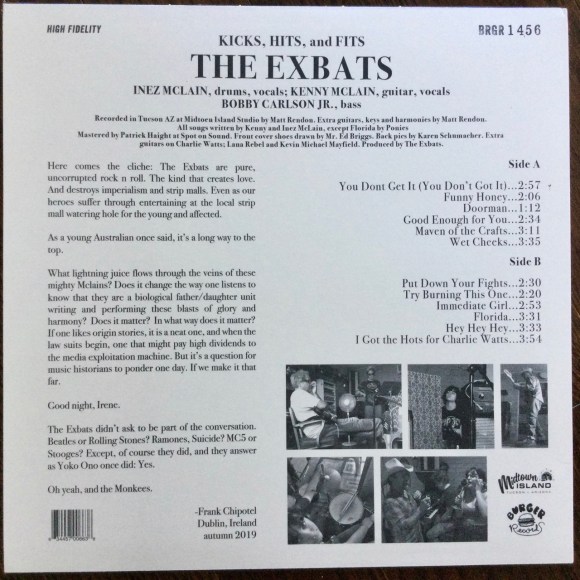 HIGH FIDELITY
BRGR 1456
KICKS, HITS, and FITS
THE EXBATS
INEZ MCLAIN, drums, vocals; KENNY MCLAIN, guitar, vocals
BOBBY CARLSON JR., bass
Recorded in Tucson AZ at Midtown Island Studio by Matt Rendon. Extra guitars, keys and harmonies by Matt Rendon.
All songs written by Kenny and Inez McLain, except Florida by Ponies
Mastered by Patrick Haight at Spot on Sound. Front cover shoes drawn by Mr. Ed Briggs. Back pics by Karen Schumacher. Extra
guitars on Charlie Watts; Lana Rebel and Kevin Michael Mayfield. Produced by The Exbats.
Here comes the cliche: The Exbats are pure,
uncorrupted rock n roll. The kind that creates love.
And destroys imperialism and strip malls. Even as our
heroes suffer through entertaining at the local strip
mall watering hole for the young and affected.
As a young Australian once said, it's a long way to the
top.
What lightning juice flows through the veins of these
mighty Mclains? Does it change the way one listens to
know that they are a biological father/daughter unit
writing and performing these blasts of glory and
harmony? Does it matter? In what way does it matter?
If one likes origin stories, it is a neat one, and when the
law suits begin, one that might pay high dividends to
the media exploitation machine. But it's a question for
music historians to ponder one day. If we make it that
far.
Good night, Irene.
The Exbats didn't ask to be part of the conversation.
Beatles or Rolling Stones? Ramones, Suicide? MC5 or
Stooges? Except, of course they did, and they answer
as Yoko Ono once did: Yes.
Oh yeah, and the Monkees.
-Frank Chipotel
Dublin, Ireland
autumn 2019
Side A
You Dont Get It (You Don't Got It)...2:57
Funny Honey...2:06
Doorman...1:12
Good Enough for You...2:34
Maven of the Crafts...3:11
Wet Cheeks...3:35
Side B
Put Down Your Fights...2:30
Try Burning This One...2:20
Immediate Girl...2:53
Florida...3:31
Hey Hey Hey...3:33
I Got the Hots for Charlie Watts...3:54
Midtown
ISLAND
TUCSON ARIZONA
BURGER
Records